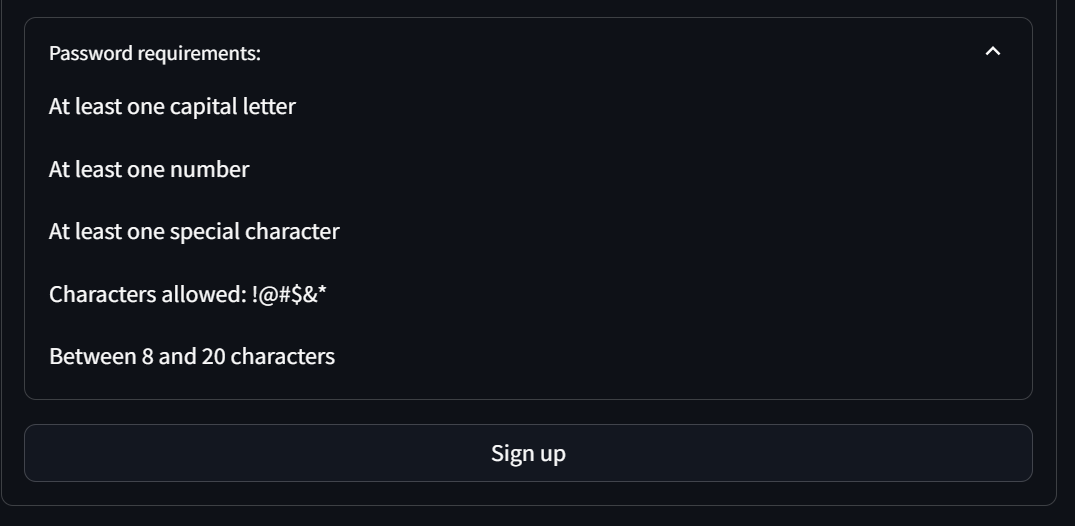 Password requirements:
At least one capital letter
At least one number
At least one special character
Characters allowed: !@#$&*
Between 8 and 20 characters
Sign up